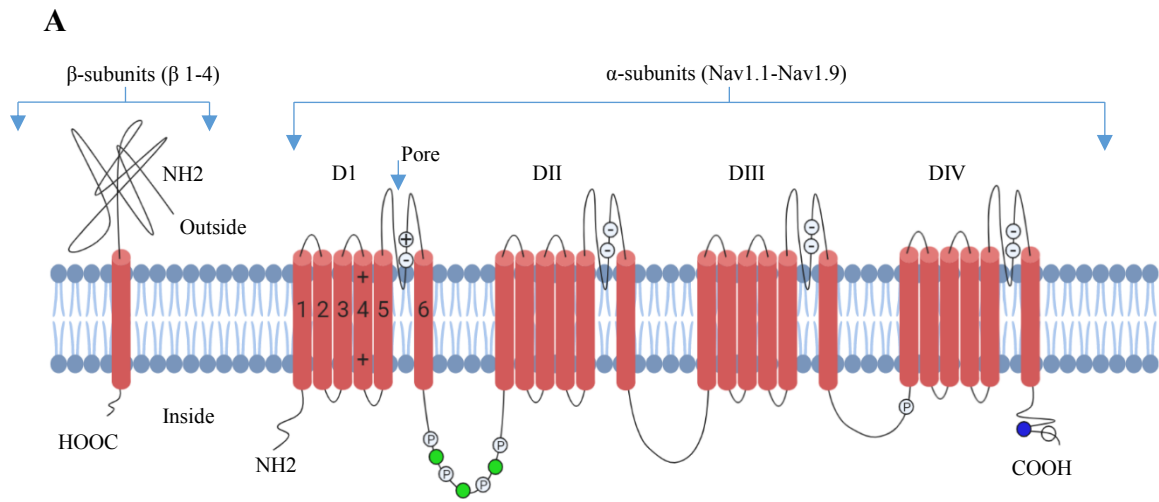 A
β-subunits (β 1-4)
α-subunits (Nav1.1-Nav1.9)
NH2
Outside
D1
Pore
DII
DIII
DIV
+
-
-
-
-
-
-
-
+
1 2 3 4 5 6
+
Inside
HOOC
NH2
P
P
P
P
P
COOH